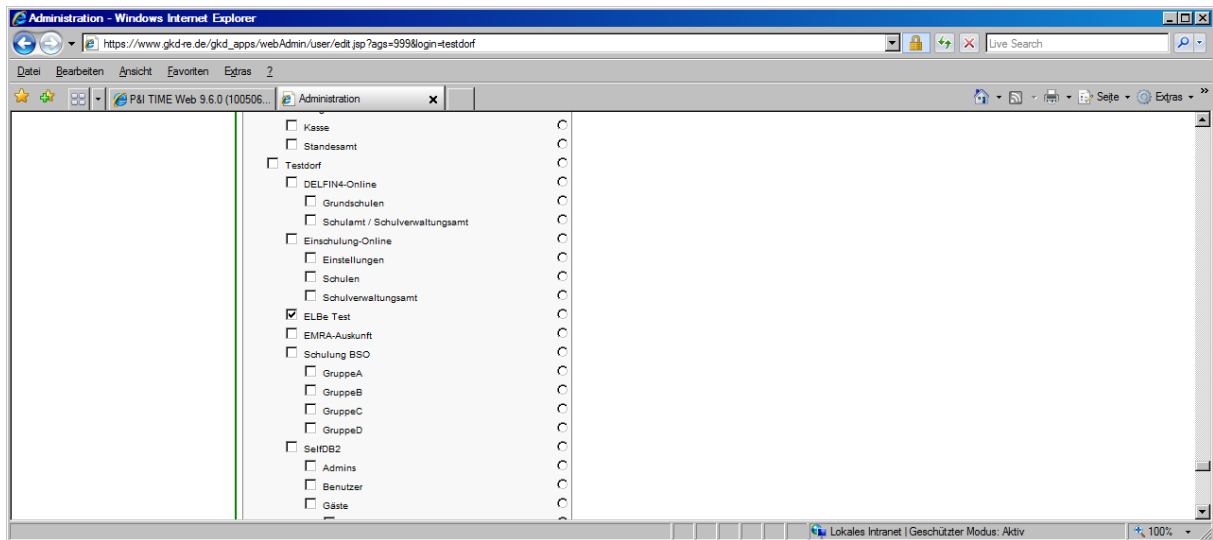 Administration - Windows Internet Explorer
https://www.gkd-re.de/gkd_apps/webAdmin/user/edit.jsp?ags=999&login=testdorf
Live Search
Datei Bearbeiten Ansicht Favoriten Extras ?
P&I TIME Web 9.6.0 (100506... Administration
Seite Extras
Kasse
Standesamt
Testdorf
DELFIN4-Online
Grundschulen
Schulamt / Schulverwaltungsamt
Einschulung-Online
Einstellungen
Schulen
Schulverwaltungsamt
ELBe Test
EMRA-Auskunft
Schulung BSO
GruppeA
GruppeB
GruppeC
GruppeD
SelfDB2
Admins
Benutzer
Gäste
Lokales Intranet | Geschützter Modus: Aktiv 100%